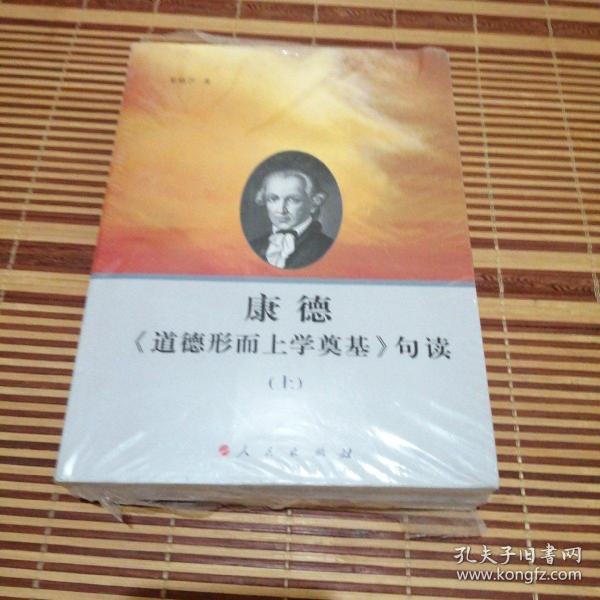 康德
《道德形而上学奠基》句读
（上）
人民出版社
孔夫子旧书网
www.kongfz.com